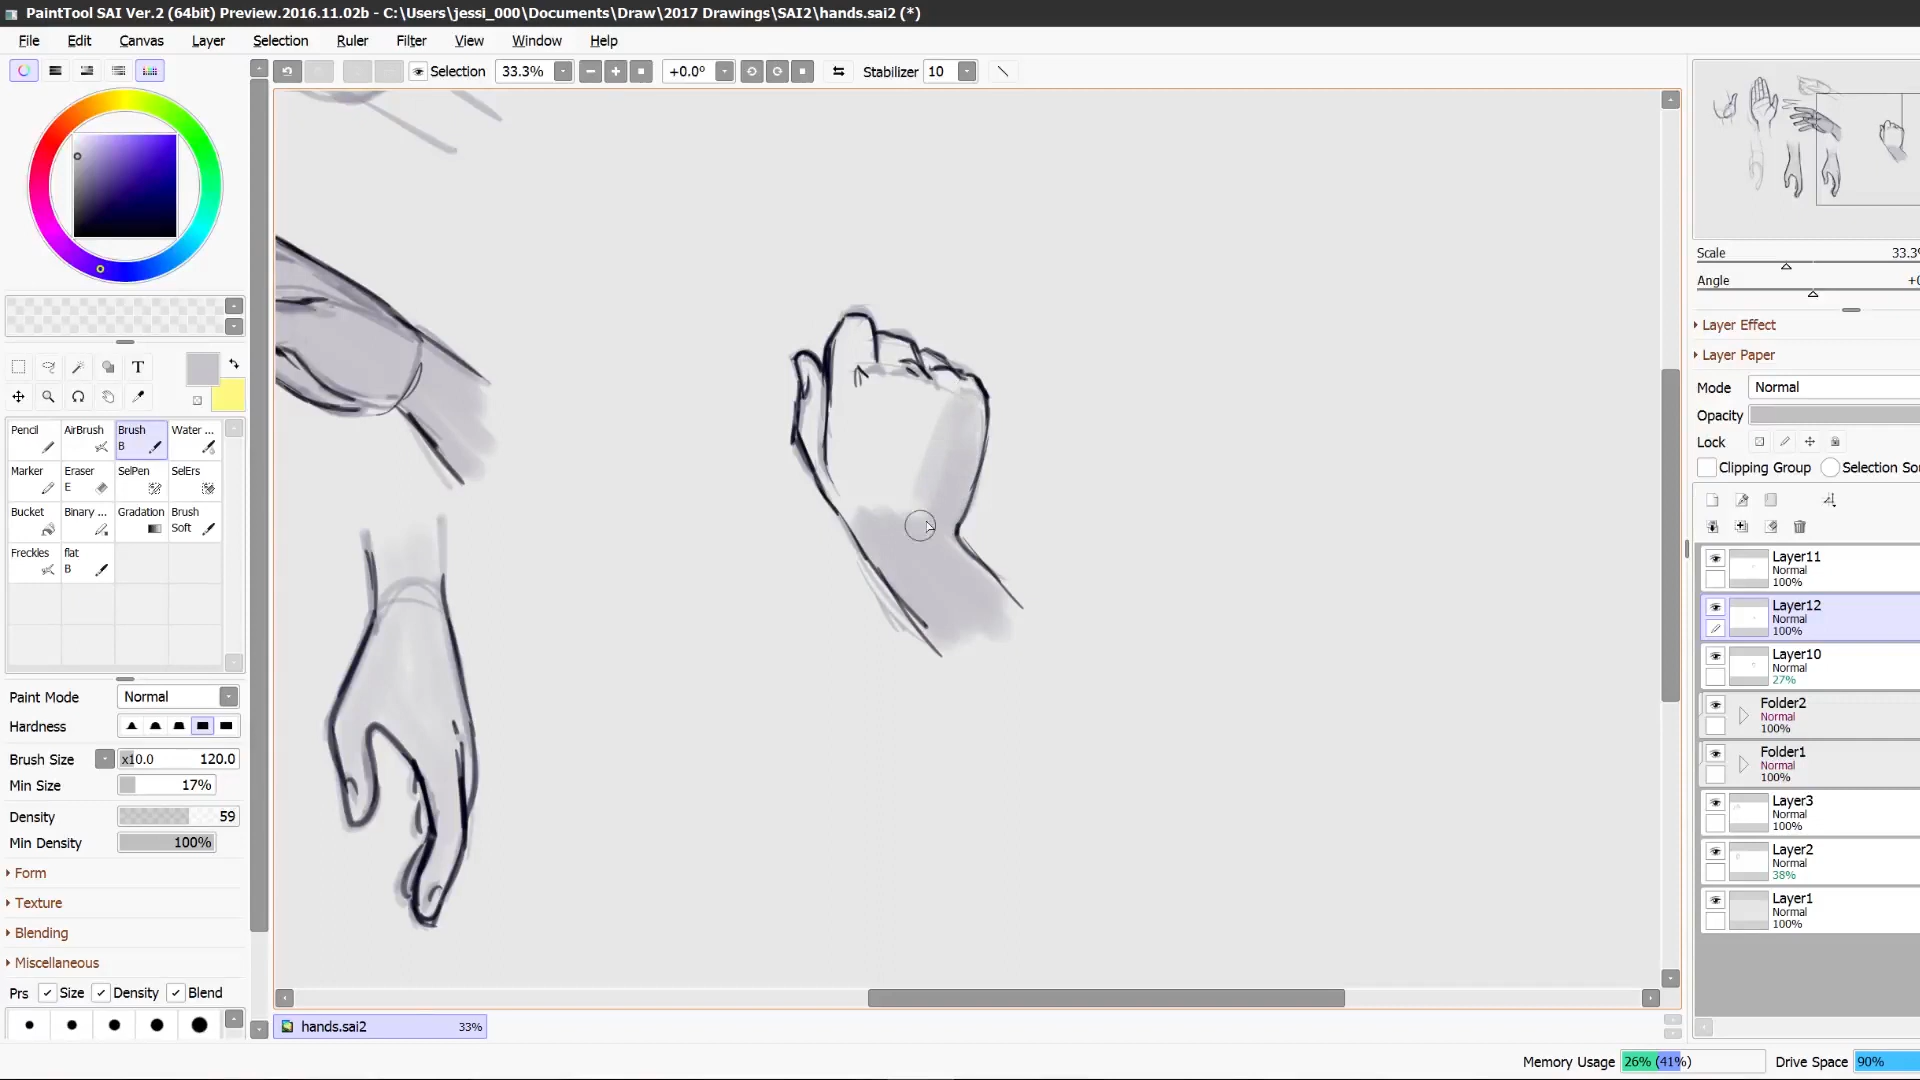 PaintTool SAI Ver.2 (64bit) Preview.2016.11.02b - C:\Users\jessi_000\Documents\Draw\2017 Drawings\SAI2\hands.sai2 (*)
File Edit Canvas Layer Selection Ruler Filter View Window Help
Selection 33.3% +0.0° Stabilizer 10
Scale 33.3%
Angle +0
Layer Effect
Layer Paper
Mode Normal
Opacity
Lock
Clipping Group Selection Sou
T
Pencil AirBrush Brush Water ...
B
Marker Eraser SelPen SelErs
E
Bucket Binary ... Gradation Brush
Soft
Freckles flat
B
Paint Mode Normal
Hardness
Brush Size x10.0 120.0
Min Size 17%
Density 59
Min Density 100%
Form
Texture
Blending
Miscellaneous
Prs Size Density Blend
Layer11
Normal
100%
Layer12
Normal
100%
Layer10
Normal
27%
Folder2
Normal
100%
Folder1
Normal
100%
Layer3
Normal
100%
Layer2
Normal
38%
Layer1
Normal
100%
hands.sai2 33%
Memory Usage 26% (41%) Drive Space 90%